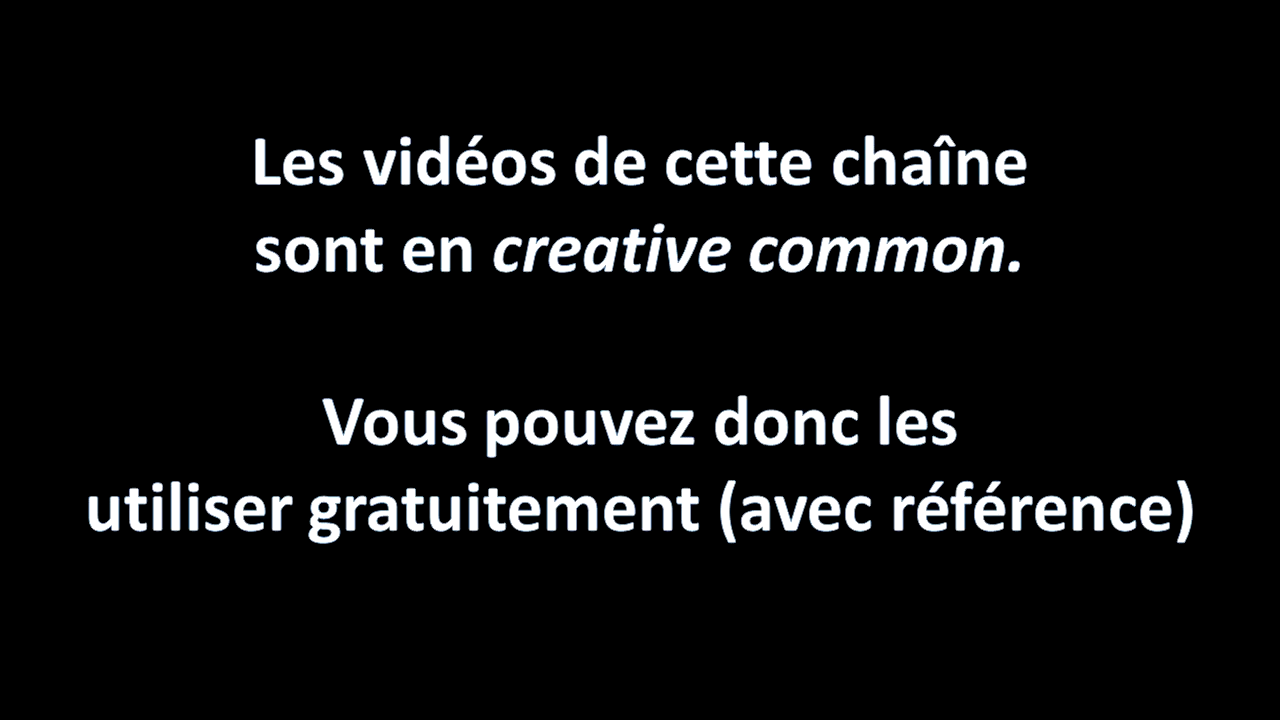 Les vidéos de cette chaîne
sont en creative common.
Vous pouvez donc les
utiliser gratuitement (avec référence)